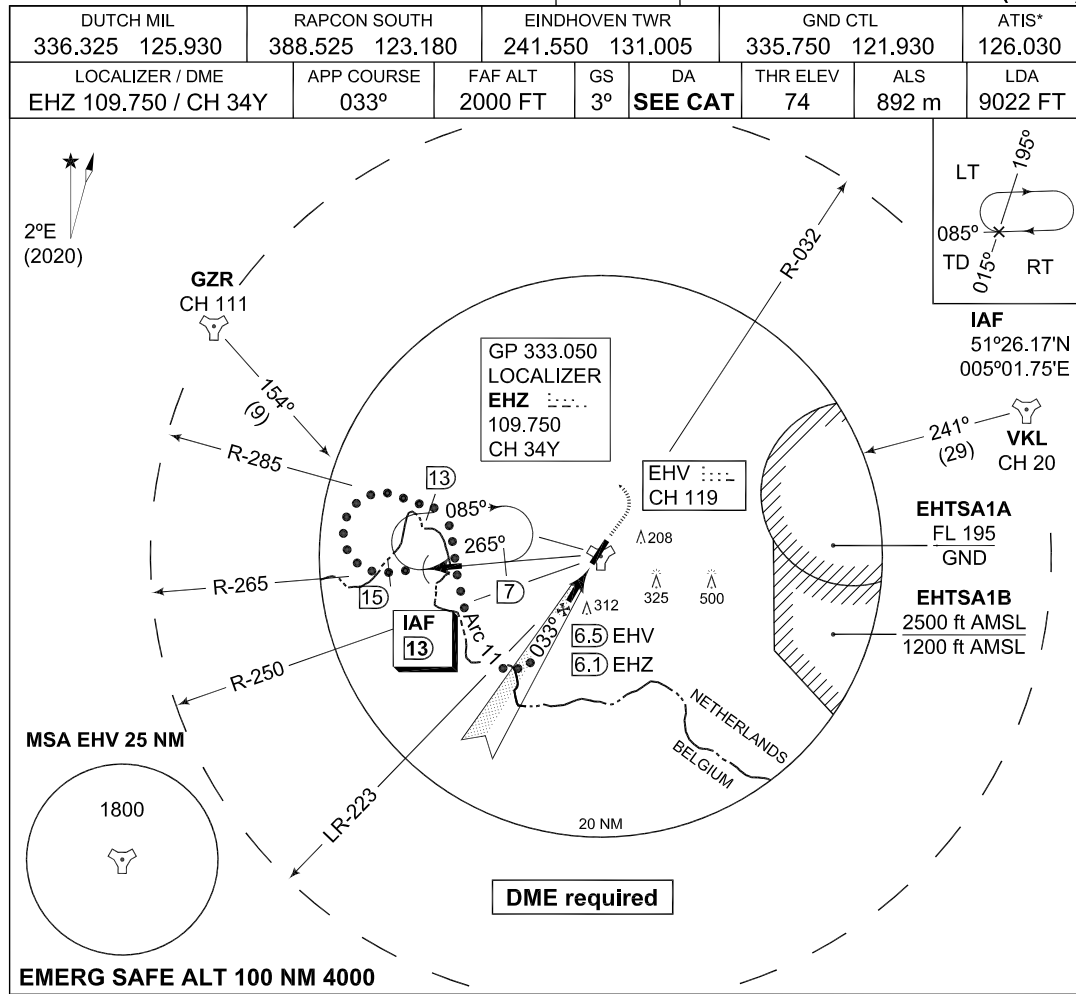 DUTCH MIL
336.325 125.930
RAPCON SOUTH
388.525 123.180
EINDHOVEN TWR
241.550 131.005
GND CTL
335.750 121.930
ATIS*
126.030
LOCALIZER / DME
EHZ 109.750 / CH 34Y
APP COURSE
033º
FAF ALT
2000 FT
GS
3º
DA
SEE CAT
THR ELEV
74
ALS
892 m
LDA
9022 FT
2ºE
(2020)
LT
195º
085º
TD
015º
RT
GZR
CH 111
154º
(9)
R-032
IAF
51º26.17'N
005º01.75'E
GP 333.050
LOCALIZER
EHZ
109.750
CH 34Y
241º
(29)
VKL
CH 20
R-285
13
EHV
CH 119
085º
265º
208
EHTSA1A
FL 195
GND
R-265
15
7
325
500
312
EHTSA1B
2500 ft AMSL
1200 ft AMSL
IAF
13
Arc 11
033º
6.5 EHV
6.1 EHZ
R-250
NETHERLANDS
BELGIUM
MSA EHV 25 NM
1800
LR-223
20 NM
DME required
EMERG SAFE ALT 100 NM 4000